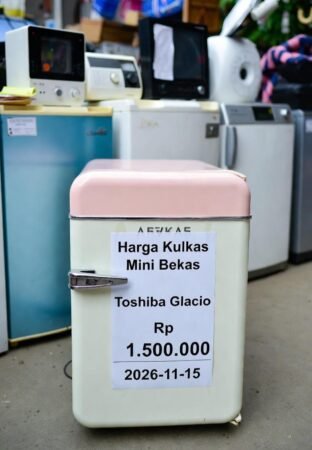 Harga Kulkas
Mini Bekas
Toshiba Glacio
Rp
1.500.000
2026-11-15